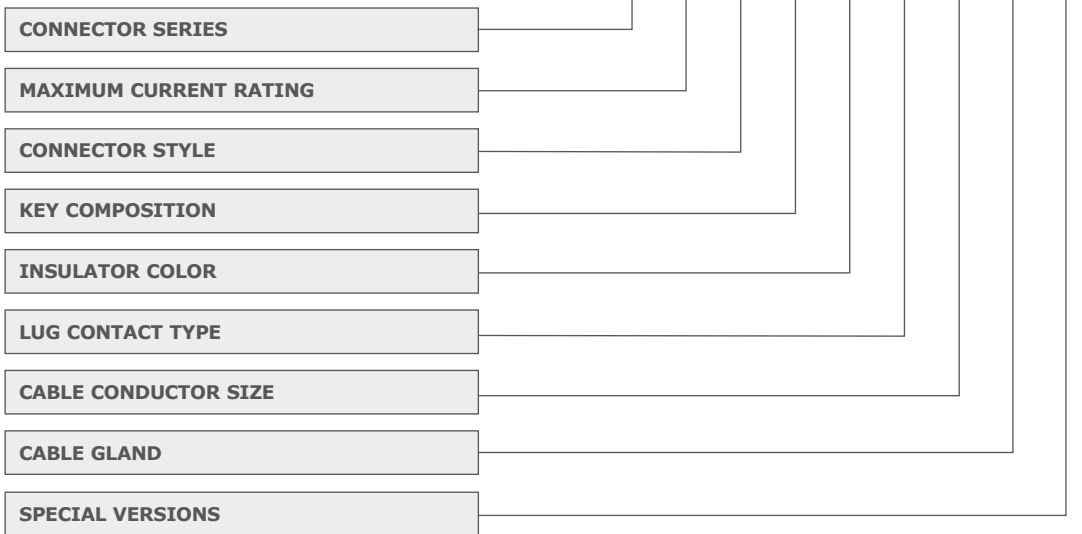 CONNECTOR SERIES
MAXIMUM CURRENT RATING
CONNECTOR STYLE
KEY COMPOSITION
INSULATOR COLOR
LUG CONTACT TYPE
CABLE CONDUCTOR SIZE
CABLE GLAND
SPECIAL VERSIONS